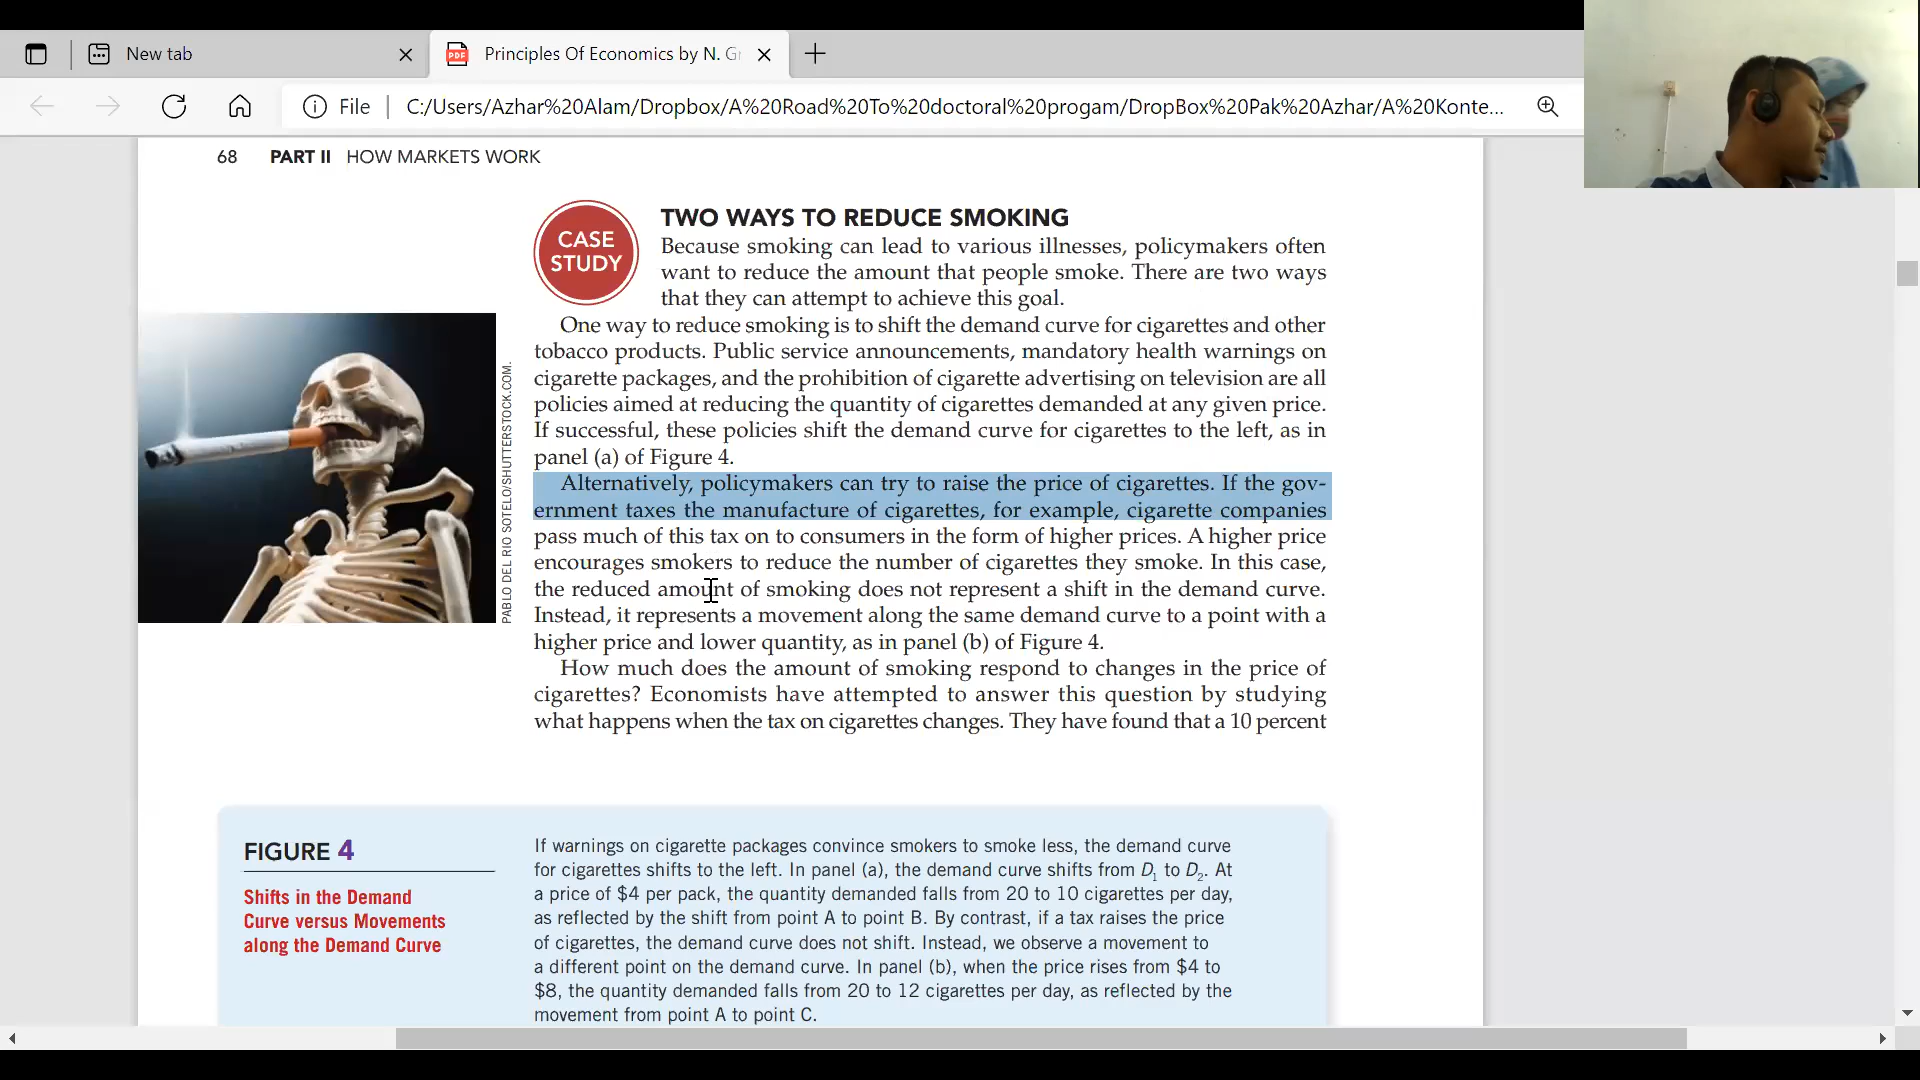 New tab
Principles Of Economics by N. Gr
File
C:/Users/Azhar%20Alam/Dropbox/A%20Road%20To%20doctoral%20progam/DropBox%20Pak%20Azhar/A%20Konte...
68 PART II HOW MARKETS WORK
CASE
STUDY
TWO WAYS TO REDUCE SMOKING
Because smoking can lead to various illnesses, policymakers often
want to reduce the amount that people smoke. There are two ways
that they can attempt to achieve this goal.
One way to reduce smoking is to shift the demand curve for cigarettes and other
tobacco products. Public service announcements, mandatory health warnings on
cigarette packages, and the prohibition of cigarette advertising on television are all
policies aimed at reducing the quantity of cigarettes demanded at any given price.
If successful, these policies shift the demand curve for cigarettes to the left, as in
panel (a) of Figure 4.
Alternatively, policymakers can try to raise the price of cigarettes. If the gov-
ernment taxes the manufacture of cigarettes, for example, cigarette companies
pass much of this tax on to consumers in the form of higher prices. A higher price
encourages smokers to reduce the number of cigarettes they smoke. In this case,
the reduced amount of smoking does not represent a shift in the demand curve.
Instead, it represents a movement along the same demand curve to a point with a
higher price and lower quantity, as in panel (b) of Figure 4.
How much does the amount of smoking respond to changes in the price of
cigarettes? Economists have attempted to answer this question by studying
what happens when the tax on cigarettes changes. They have found that a 10 percent
PABLO DEL RIO SOTELO/SHUTTERSTOCK.COM.
FIGURE 4
Shifts in the Demand
Curve versus Movements
along the Demand Curve
If warnings on cigarette packages convince smokers to smoke less, the demand curve
for cigarettes shifts to the left. In panel (a), the demand curve shifts from D1 to D2. At
a price of $4 per pack, the quantity demanded falls from 20 to 10 cigarettes per day,
as reflected by the shift from point A to point B. By contrast, if a tax raises the price
of cigarettes, the demand curve does not shift. Instead, we observe a movement to
a different point on the demand curve. In panel (b), when the price rises from $4 to
$8, the quantity demanded falls from 20 to 12 cigarettes per day, as reflected by the
movement from point A to point C.